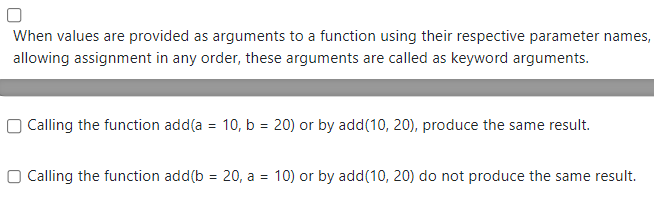 When values are provided as arguments to a function using their respective parameter names,
allowing assignment in any order, these arguments are called as keyword arguments.
Calling the function add(a = 10, b = 20) or by add(10, 20), produce the same result.
Calling the function add(b = 20, a = 10) or by add(10, 20) do not produce the same result.